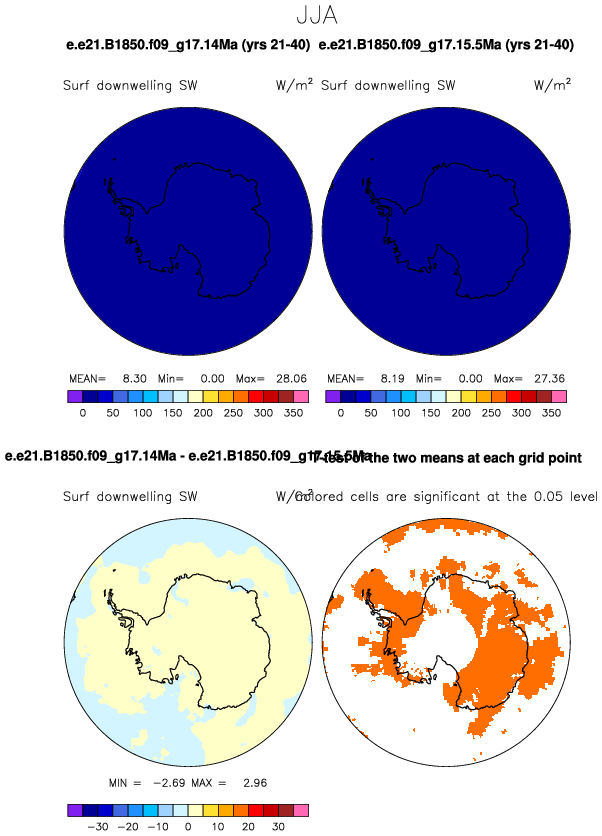 JJA
e.e21.B1850.f09_g17.14Ma (yrs 21-40) e.e21.B1850.f09_g17.15.5Ma (yrs 21-40)
Surf downwelling SW W/m² Surf downwelling SW W/m²
MEAN= 8.30 Min= 0.00 Max= 28.06 MEAN= 8.19 Min= 0.00 Max= 27.36
0 50 100 150 200 250 300 350 0 50 100 150 200 250 300 350
e.e21.B1850.f09_g17.14Ma - e.e21.B1850.f09_g17.15.5Ma T-test of the two means at each grid point
Surf downwelling SW W/m² Colored cells are significant at the 0.05 level
MIN = -2.69 MAX = 2.96
-30 -20 -10 0 10 20 30